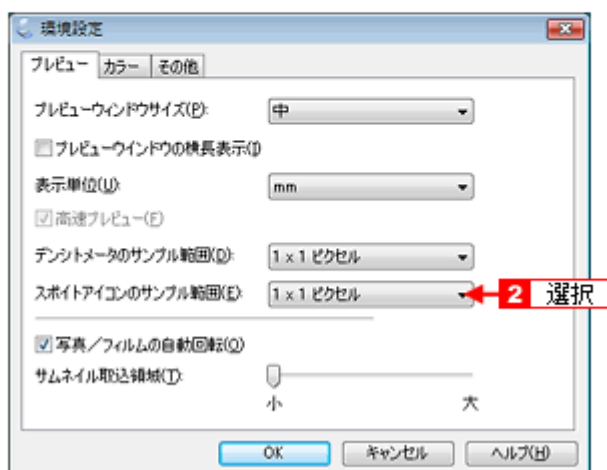 環境設定
プレビュー カラー その他
プレビューウィンドウサイズ(P): 中
プレビューウインドウの横長表示(I)
表示単位(U): mm
高速プレビュー(F)
デンシトメータのサンプル範囲(D): 1 x 1 ピクセル
スポイトアイコンのサンプル範囲(E): 1 x 1 ピクセル 2 選択
写真／フィルムの自動回転(O)
サムネイル取込領域(T):
小 大
OK キャンセル ヘルプ(H)